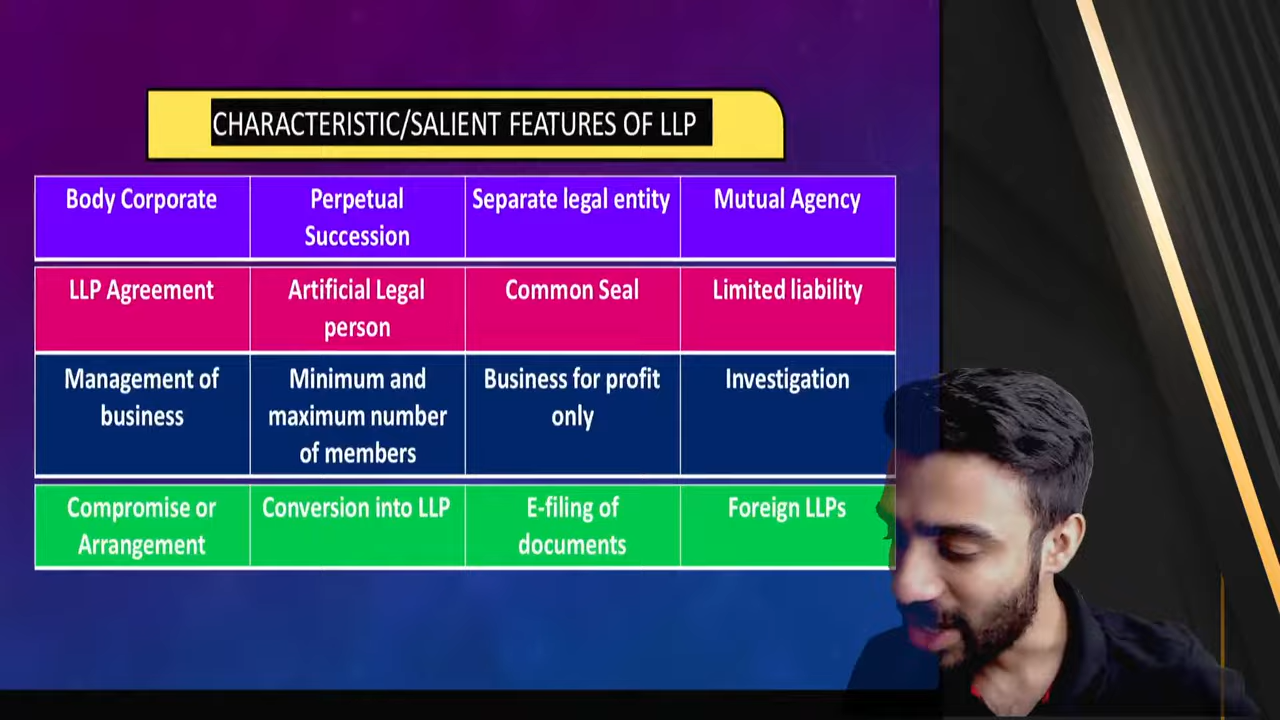 CHARACTERISTIC/SALIENT FEATURES OF LLP
Body Corporate
Perpetual
Succession
Separate legal entity
Mutual Agency
LLP Agreement
Artificial Legal
person
Common Seal
Limited liability
Management of
business
Minimum and
maximum number
of members
Business for profit
only
Investigation
Compromise or
Arrangement
Conversion into LLP
E-filing of
documents
Foreign LLPs